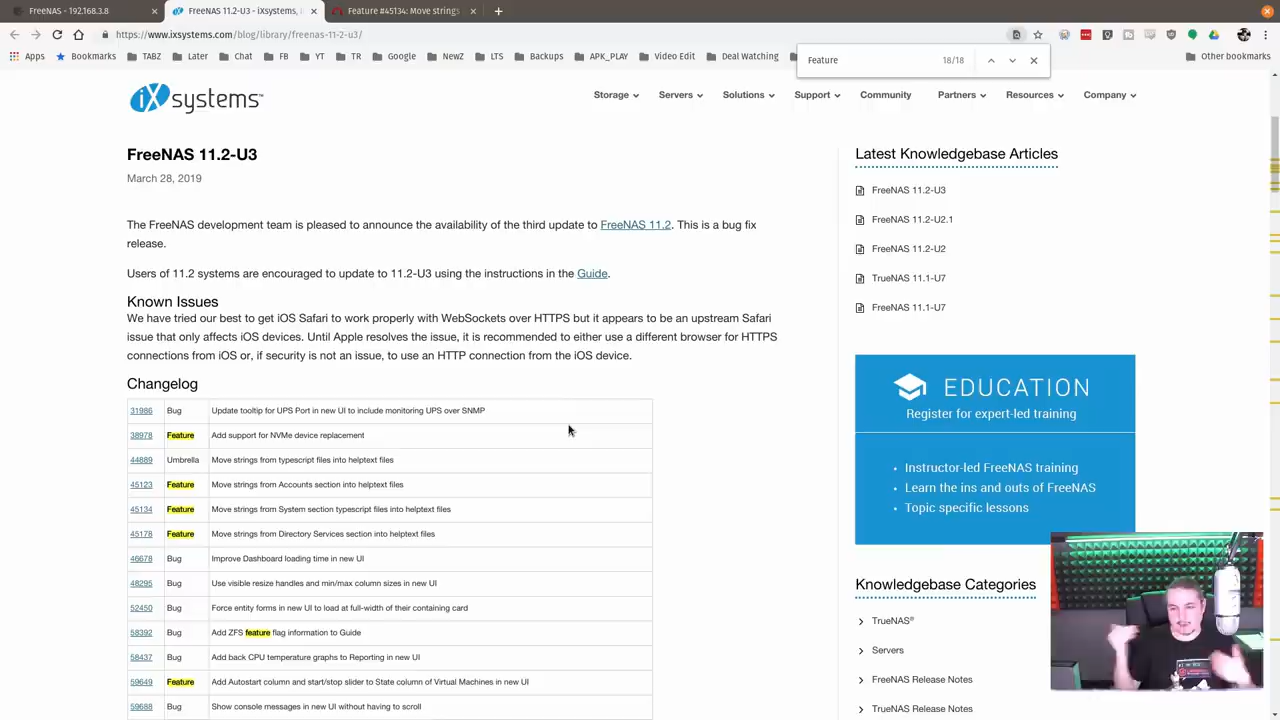 FreeNAS - 192.168.3.8
FreeNAS 11.2-U3 - iXsystems, I
Feature #45134: Move strings
https://www.ixsystems.com/blog/library/freenas-11-2-u3/
Apps
Bookmarks
TABZ
Later
Chat
FB
YT
TR
Google
NewZ
LTS
Backups
APK_PLAY
Video Edit
Deal Watching
Other bookmarks
Feature 18/18
iX systems™
Storage
Servers
Solutions
Support
Community
Partners
Resources
Company
FreeNAS 11.2-U3
March 28, 2019
The FreeNAS development team is pleased to announce the availability of the third update to FreeNAS 11.2. This is a bug fix
release.
Users of 11.2 systems are encouraged to update to 11.2-U3 using the instructions in the Guide.
Known Issues
We have tried our best to get iOS Safari to work properly with WebSockets over HTTPS but it appears to be an upstream Safari
issue that only affects iOS devices. Until Apple resolves the issue, it is recommended to either use a different browser for HTTPS
connections from iOS or, if security is not an issue, to use an HTTP connection from the iOS device.
Changelog
31986 Bug Update tooltip for UPS Port in new UI to include monitoring UPS over SNMP
38978 Feature Add support for NVMe device replacement
44889 Umbrella Move strings from typescript files into helptext files
45123 Feature Move strings from Accounts section into helptext files
45134 Feature Move strings from System section typescript files into helptext files
45178 Feature Move strings from Directory Services section into helptext files
46678 Bug Improve Dashboard loading time in new UI
48295 Bug Use visible resize handles and min/max column sizes in new UI
52450 Bug Force entity forms in new UI to load at full-width of their containing card
58392 Bug Add ZFS feature flag information to Guide
58437 Bug Add back CPU temperature graphs to Reporting in new UI
59649 Feature Add Autostart column and start/stop slider to State column of Virtual Machines in new UI
59688 Bug Show console messages in new UI without having to scroll
Latest Knowledgebase Articles
FreeNAS 11.2-U3
FreeNAS 11.2-U2.1
FreeNAS 11.2-U2
TrueNAS 11.1-U7
FreeNAS 11.1-U7
EDUCATION
Register for expert-led training
• Instructor-led FreeNAS training
• Learn the ins and outs of FreeNAS
• Topic specific lessons
Knowledgebase Categories
TrueNAS®
Servers
FreeNAS Release Notes
TrueNAS Release Notes